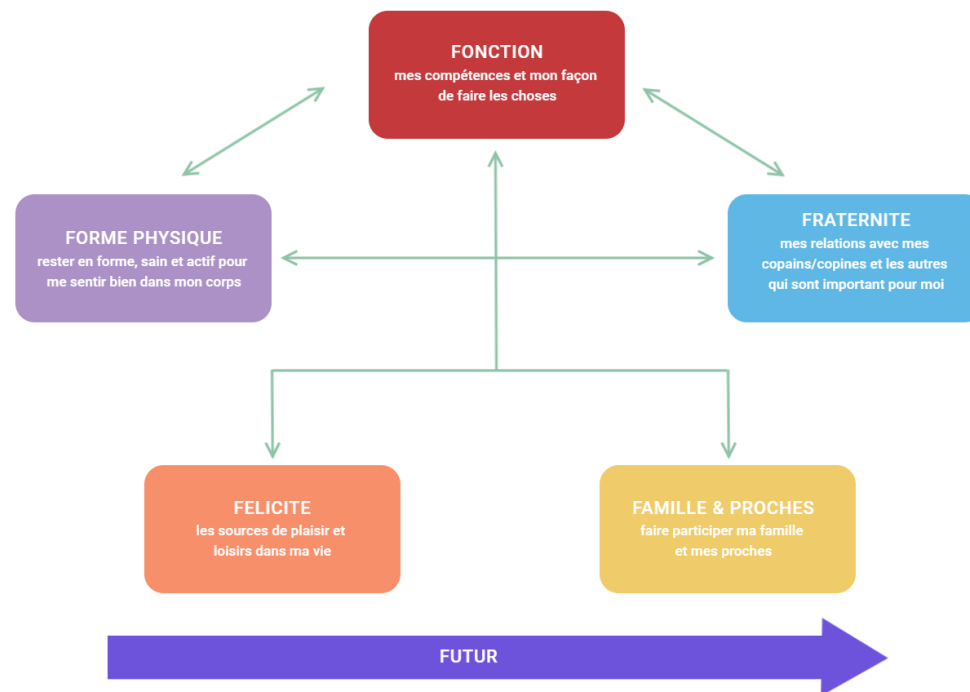 FONCTION
mes compétences et mon façon
de faire les choses
FORME PHYSIQUE
rester en forme, sain et actif pour
me sentir bien dans mon corps
FRATERNITE
mes relations avec mes
copains/copines et les autres
qui sont important pour moi
FELICITE
les sources de plaisir et
loisirs dans ma vie
FAMILLE & PROCHES
faire participer ma famille
et mes proches
FUTUR